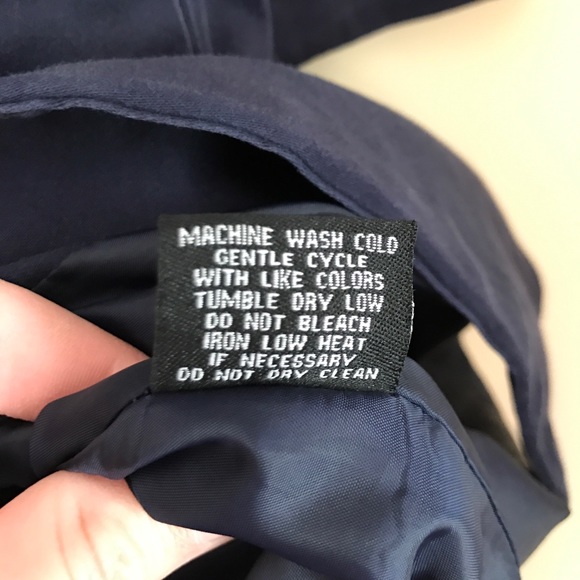 MACHINE WASH COLD
GENTLE CYCLE
WITH LIKE COLORS
TUMBLE DRY LOW
DO NOT BLEACH
IRON LOW HEAT
IF NECESSARY
DO NOT DRY CLEAN